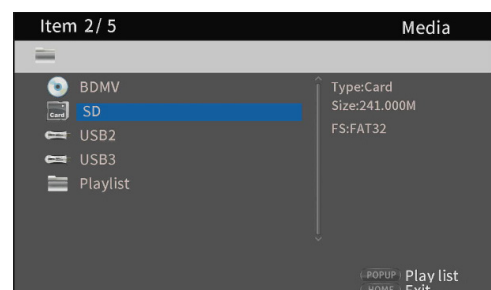 Item 2/ 5
Media
BDMV
Card
SD
USB2
USB3
Playlist
Type:Card
Size:241.000M
FS:FAT32
POPUP Play list
HOME Exit